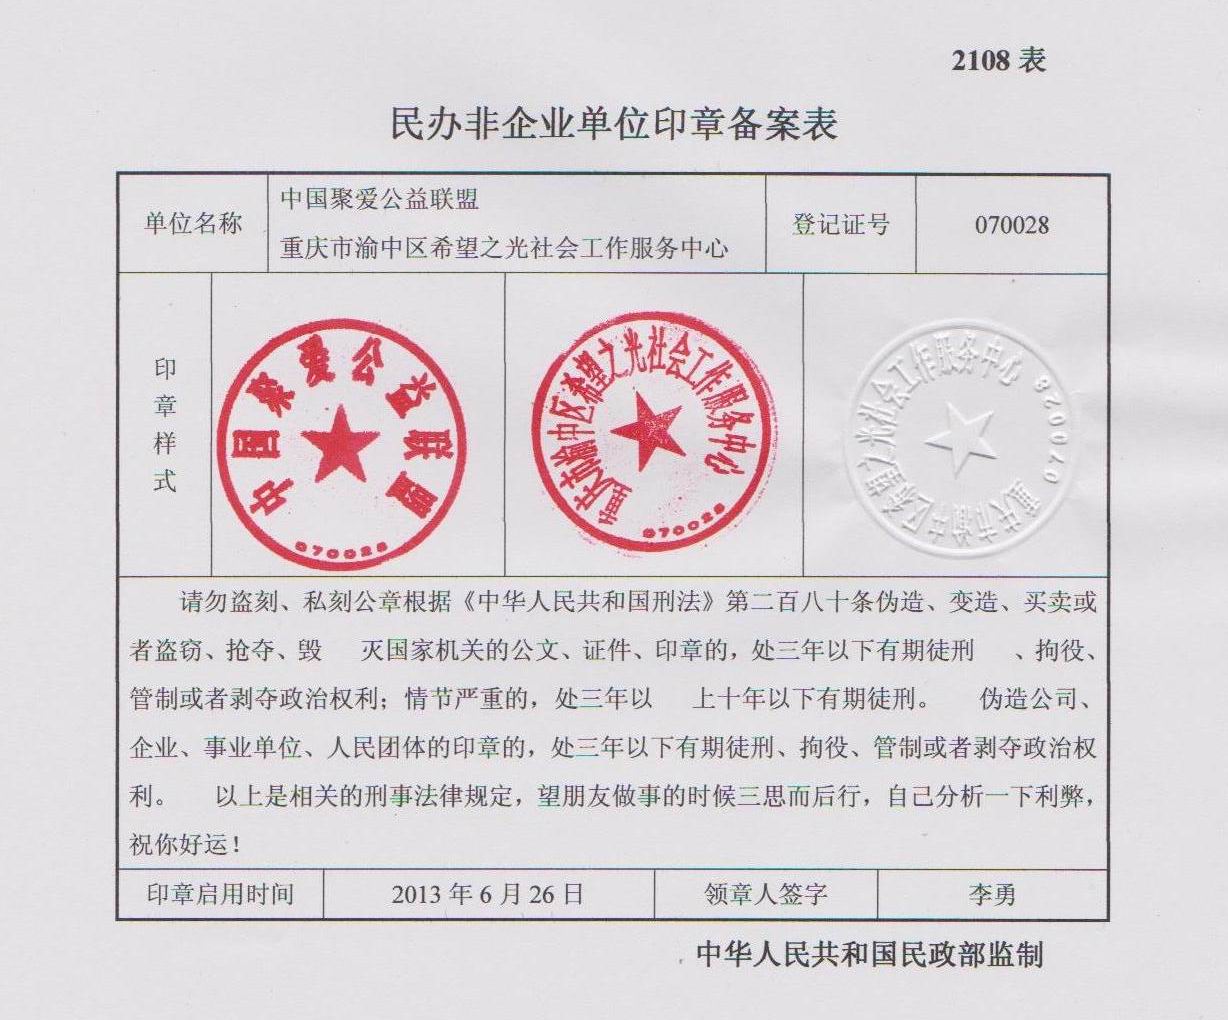 2108 表
民办非企业单位印章备案表
单位名称
中国聚爱公益联盟
重庆市渝中区希望之光社会工作服务中心
登记证号
070028
印章样式
中国聚爱公益联盟
070028
重庆市渝中区希望之光社会工作服务中心
070028
重庆市渝中区希望之光社会工作服务中心
070028
请勿盗刻、私刻公章根据《中华人民共和国刑法》第二百八十条伪造、变造、买卖或
者盗窃、抢夺、毁 灭国家机关的公文、证件、印章的，处三年以下有期徒刑 、拘役、
管制或者剥夺政治权利；情节严重的，处三年以 上十年以下有期徒刑。 伪造公司、
企业、事业单位、人民团体的印章的，处三年以下有期徒刑、拘役、管制或者剥夺政治权
利。 以上是相关的刑事法律规定，望朋友做事的时候三思而后行，自己分析一下利弊，
祝你好运！
印章启用时间
2013 年 6 月 26 日
领章人签字
李勇
中华人民共和国民政部监制